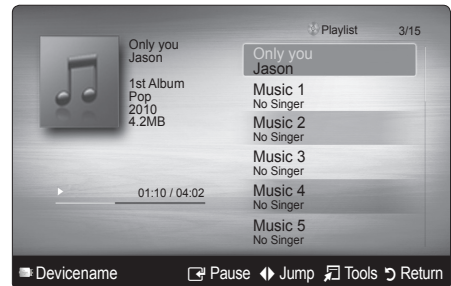 Only you
Jason
1st Album
Pop
2010
4.2MB
01:10 / 04:02
Playlist 3/15
Only you
Jason
Music 1
No Singer
Music 2
No Singer
Music 3
No Singer
Music 4
No Singer
Music 5
No Singer
Devicename Pause Jump Tools Return